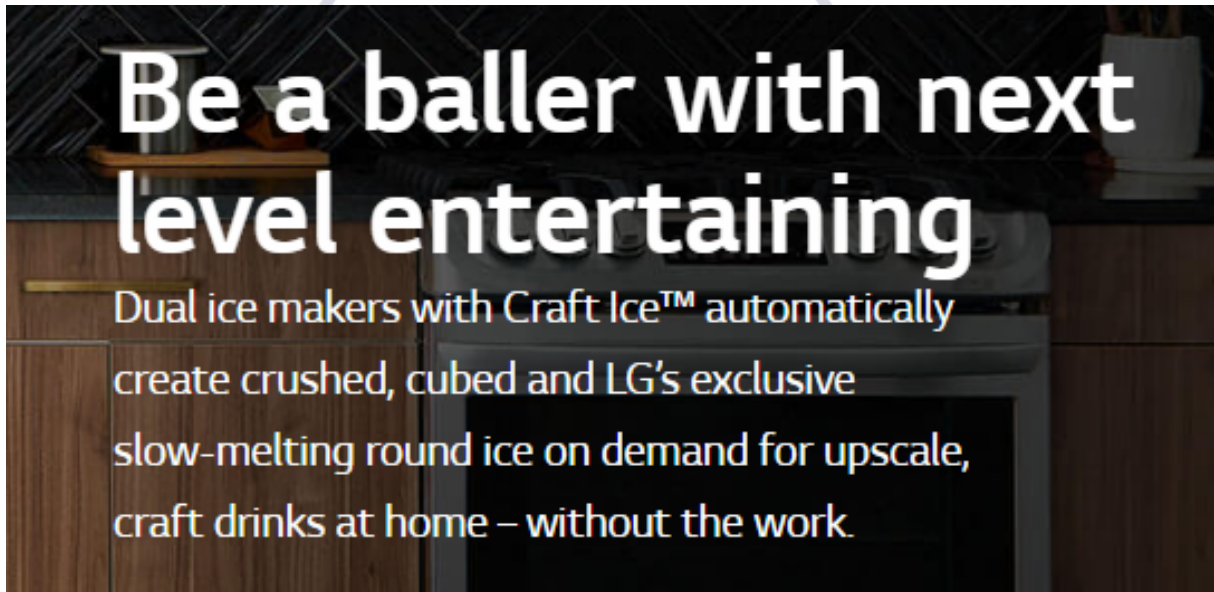 Be a baller with next
level entertaining
Dual ice makers with Craft Ice™ automatically
create crushed, cubed and LG's exclusive
slow-melting round ice on demand for upscale,
craft drinks at home – without the work.